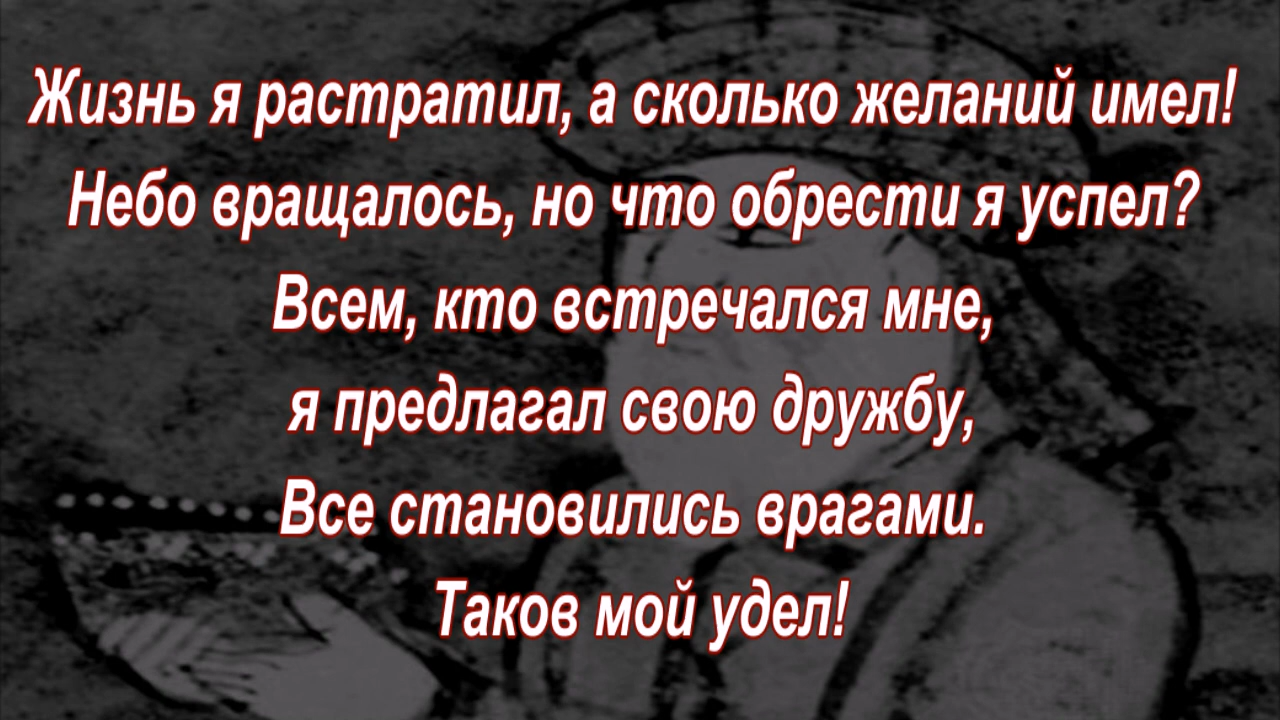 Жизнь я растратил, а сколько желаний имел!
Небо вращалось, но что обрести я успел?
Всем, кто встречался мне,
я предлагал свою дружбу,
Все становились врагами.
Таков мой удел!